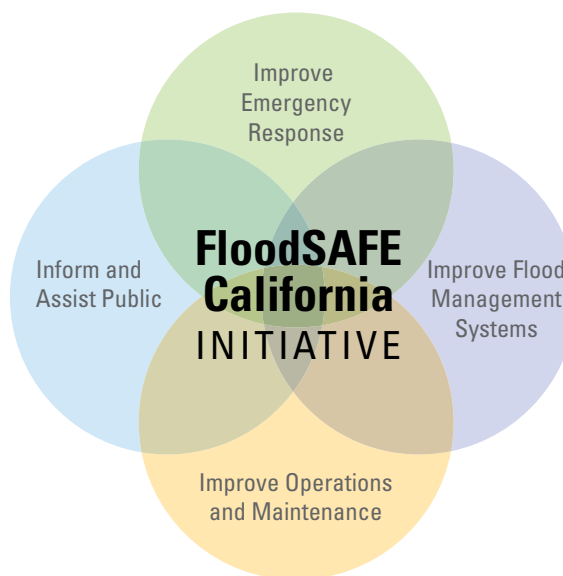 Improve
Emergency
Response
Inform and
Assist Public
FloodSAFE
California
INITIATIVE
Improve Flood
Management
Systems
Improve Operations
and Maintenance